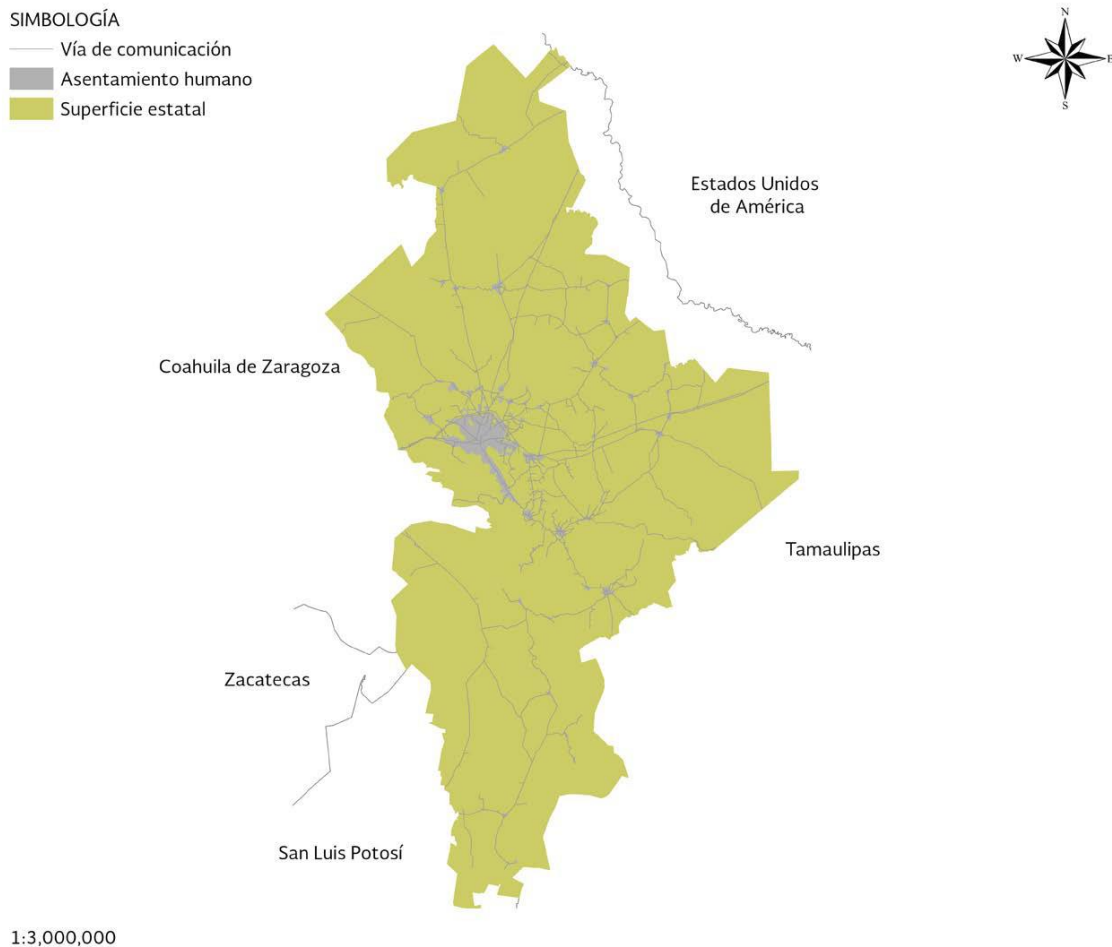 SIMBOLOGÍA
Vía de comunicación
Asentamiento humano
Superficie estatal
N
W
E
S
Estados Unidos
de América
Coahuila de Zaragoza
Tamaulipas
Zacatecas
San Luis Potosí
1:3,000,000